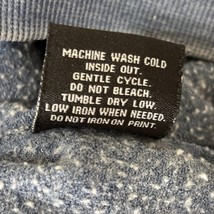 MACHINE WASH COLD
INSIDE OUT.
GENTLE CYCLE.
DO NOT BLEACH.
TUMBLE DRY LOW.
LOW IRON WHEN NEEDED.
DO NOT IRON ON PRINT.